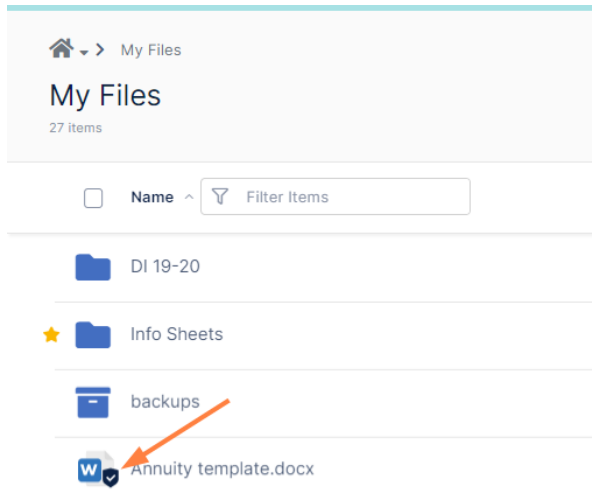 My Files
My Files
27 items
Name Filter Items
DI 19-20
Info Sheets
backups
W Annuity template.docx